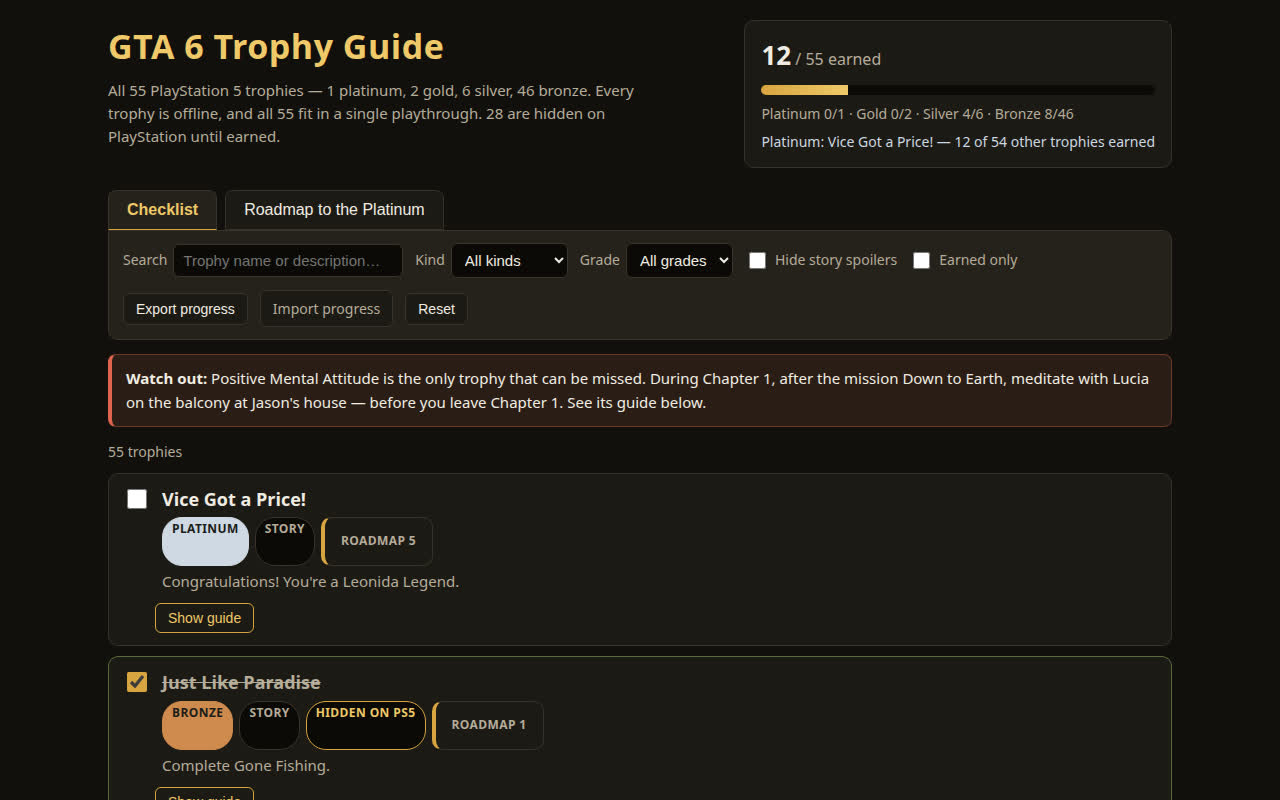 GTA 6 Trophy Guide
All 55 PlayStation 5 trophies — 1 platinum, 2 gold, 6 silver, 46 bronze. Every
trophy is offline, and all 55 fit in a single playthrough. 28 are hidden on
PlayStation until earned.
12 / 55 earned
Platinum 0/1 · Gold 0/2 · Silver 4/6 · Bronze 8/46
Platinum: Vice Got a Price! — 12 of 54 other trophies earned
Checklist Roadmap to the Platinum
Search Trophy name or description… Kind All kinds Grade All grades Hide story spoilers Earned only
Export progress Import progress Reset
Watch out: Positive Mental Attitude is the only trophy that can be missed. During Chapter 1, after the mission Down to Earth, meditate with Lucia
on the balcony at Jason's house — before you leave Chapter 1. See its guide below.
55 trophies
Vice Got a Price!
PLATINUM STORY ROADMAP 5
Congratulations! You're a Leonida Legend.
Show guide
Just Like Paradise
BRONZE STORY HIDDEN ON PS5 ROADMAP 1
Complete Gone Fishing.
Show guide